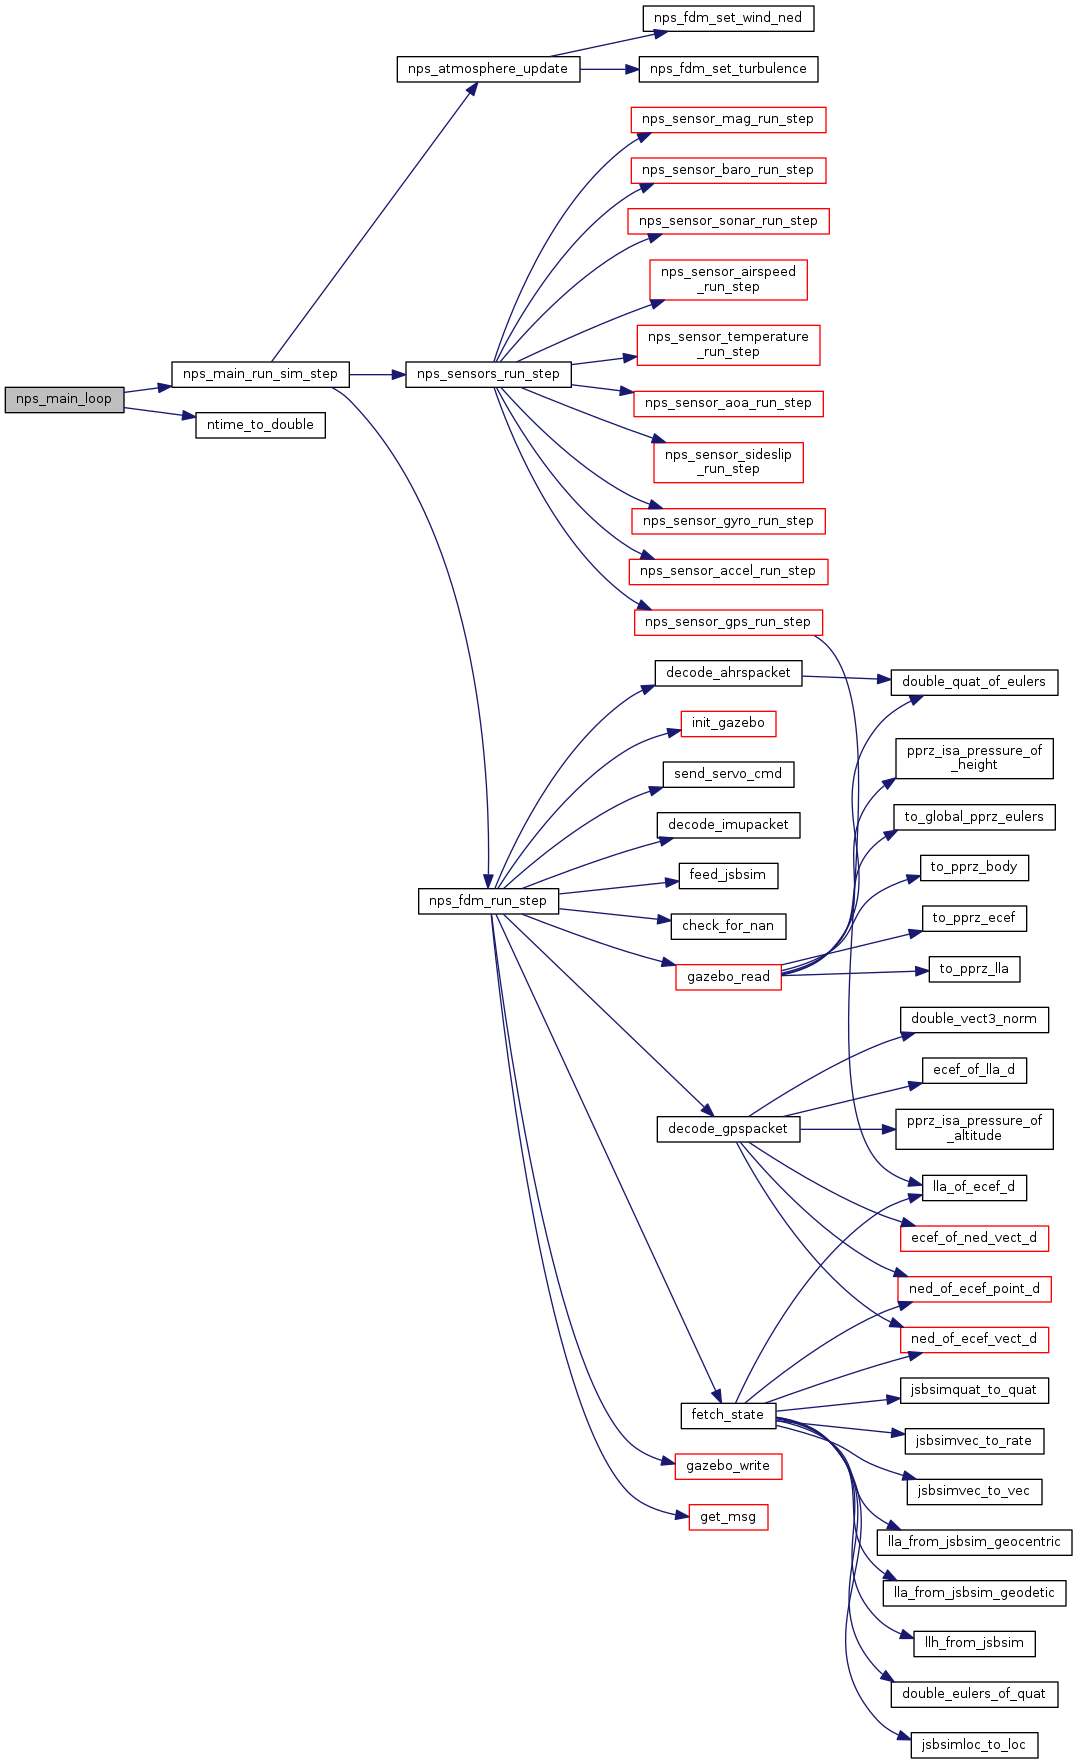 nps_fdm_set_wind_ned
nps_atmosphere_update
nps_fdm_set_turbulence
nps_sensor_mag_run_step
nps_sensor_baro_run_step
nps_sensor_sonar_run_step
nps_sensor_airspeed
_run_step
nps_sensor_temperature
_run_step
nps_main_run_sim_step
nps_sensors_run_step
nps_main_loop
nps_sensor_aoa_run_step
ntime_to_double
nps_sensor_sideslip
_run_step
nps_sensor_gyro_run_step
nps_sensor_accel_run_step
nps_sensor_gps_run_step
decode_ahrspacket
double_quat_of_eulers
init_gazebo
pprz_isa_pressure_of
_height
send_servo_cmd
to_global_pprz_eulers
decode_imupacket
to_pprz_body
feed_jsbsim
nps_fdm_run_step
to_pprz_ecef
check_for_nan
to_pprz_lla
gazebo_read
double_vect3_norm
ecef_of_lla_d
pprz_isa_pressure_of
_altitude
decode_gpspacket
lla_of_ecef_d
ecef_of_ned_vect_d
ned_of_ecef_point_d
ned_of_ecef_vect_d
jsbsimquat_to_quat
fetch_state
jsbsimvec_to_rate
gazebo_write
jsbsimvec_to_vec
get_msg
lla_from_jsbsim_geocentric
lla_from_jsbsim_geodetic
llh_from_jsbsim
double_eulers_of_quat
jsbsimloc_to_loc